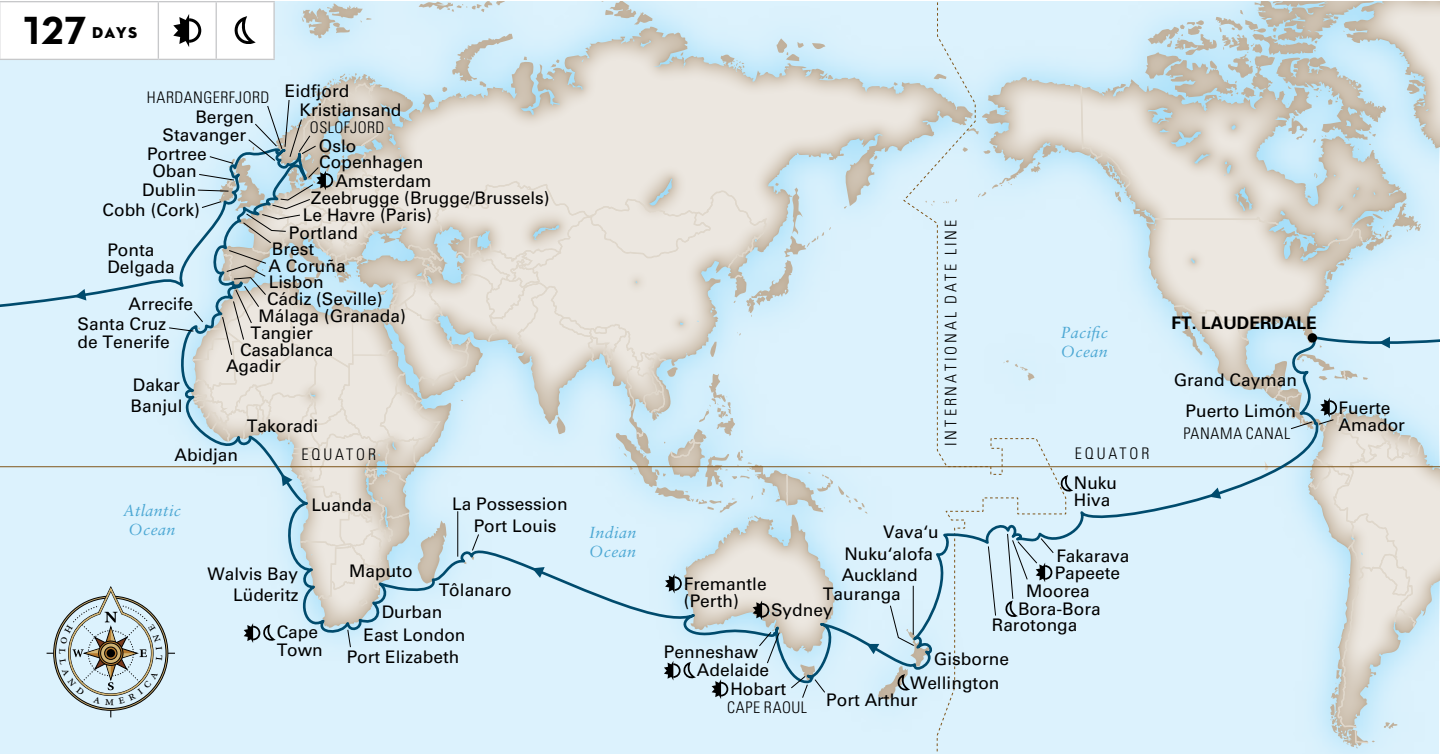 127 DAYS
HARDANGERFJORD
Eidfjord
Bergen
Kristiansand
Stavanger
OSLOFJORD
Oslo
Portree
Copenhagen
Oban
Amsterdam
Dublin
Zeebrugge (Brugge/Brussels)
Cobh (Cork)
Le Havre (Paris)
Portland
Brest
Ponta
Delgada
A Coruña
Lisbon
Cádiz (Seville)
Arrecife
Málaga (Granada)
Santa Cruz
de Tenerife
Tangier
Casablanca
Agadir
Dakar
Banjul
Takoradi
Abidjan
EQUATOR
Luanda
Atlantic
Ocean
La Possession
Port Louis
Indian
Ocean
Maputo
Tôlanaro
Walvis Bay
Lüderitz
Durban
Cape
Town
East London
Port Elizabeth
N
E
S
W
HOLLAND AMERICA LINE
Fremantle
(Perth)
Sydney
Penneshaw
Adelaide
Hobart
CAPE RAOUL
Port Arthur
Vava‘u
Nuku‘alofa
Auckland
Tauranga
Gisborne
Wellington
INTERNATIONAL DATE LINE
Pacific
Ocean
EQUATOR
Nuku
Hiva
Fakarava
Papeete
Moorea
Bora-Bora
Rarotonga
FT. LAUDERDALE
Grand Cayman
Puerto Limón
PANAMA CANAL
Fuerte
Amador